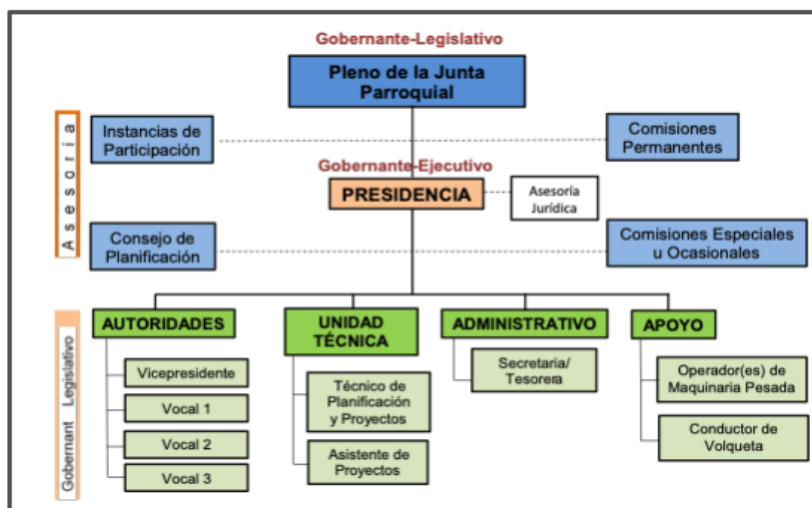 Gobernante-Legislativo
Pleno de la Junta
Parroquial
Asesoría
Instancias de
Participación
Comisiones
Permanentes
Gobernante-Ejecutivo
PRESIDENCIA
Asesoría
Jurídica
Consejo de
Planificación
Comisiones Especiales
u Ocasionales
Gobernant Legislativo
AUTORIDADES
Vicepresidente
Vocal 1
Vocal 2
Vocal 3
UNIDAD
TÉCNICA
Técnico de
Planificación
y Proyectos
Asistente de
Proyectos
ADMINISTRATIVO
Secretaria/
Tesorera
APOYO
Operador(es) de
Maquinaria Pesada
Conductor de
Volqueta